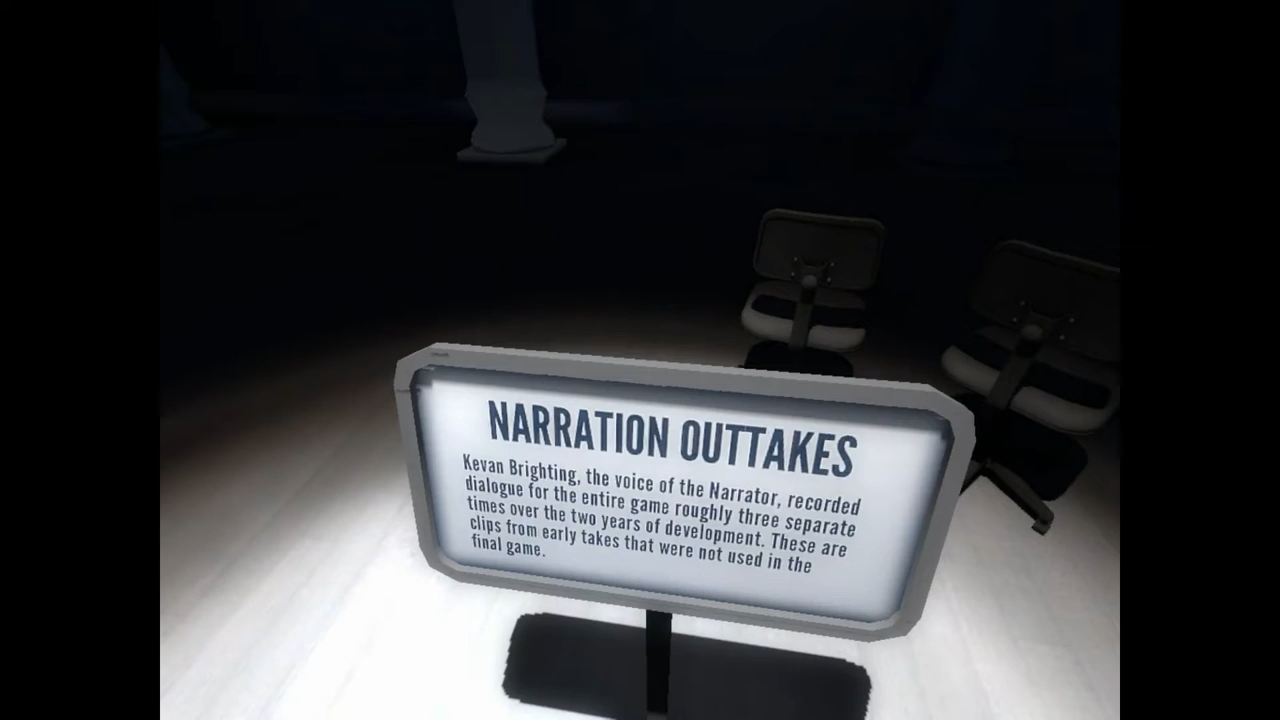 NARRATION OUTTAKES
Kevan Brighting, the voice of the Narrator, recorded
dialogue for the entire game roughly three separate
times over the two years of development. These are
clips from early takes that were not used in the
final game.